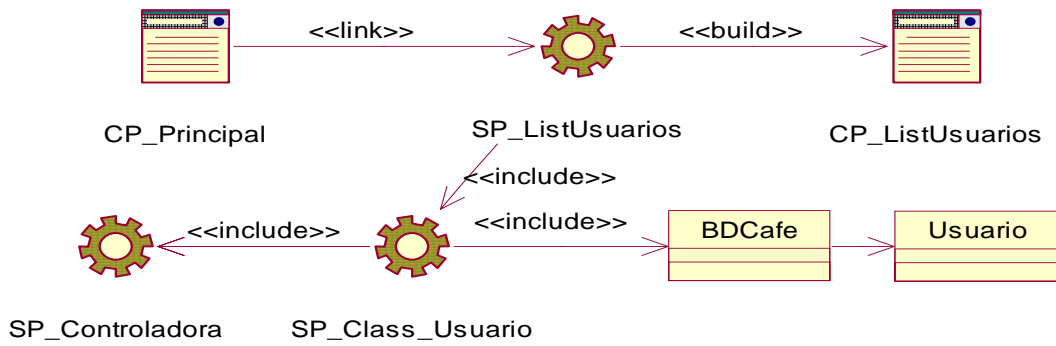 <<link>>
<<build>>
CP_Principal
SP_ListUsuarios
CP_ListUsuarios
<<include>>
<<include>>
<<include>>
BDCafe
Usuario
SP_Controladora
SP_Class_Usuario